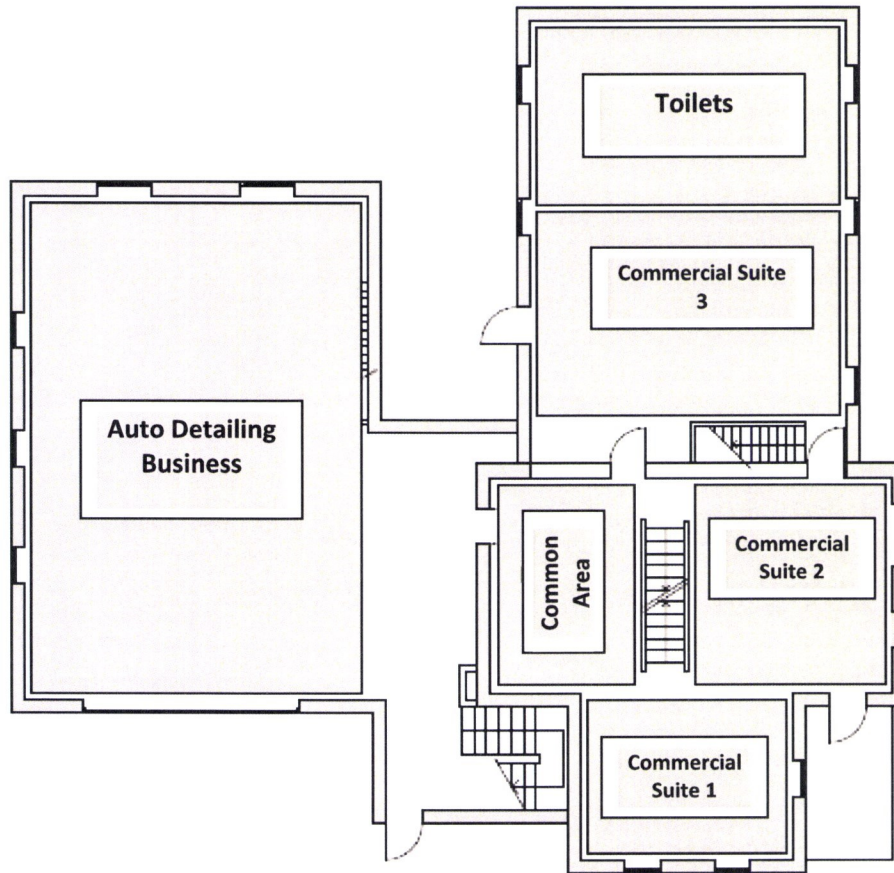 Toilets
Commercial Suite
3
Auto Detailing
Business
Common
Area
Commercial
Suite 2
Commercial
Suite 1